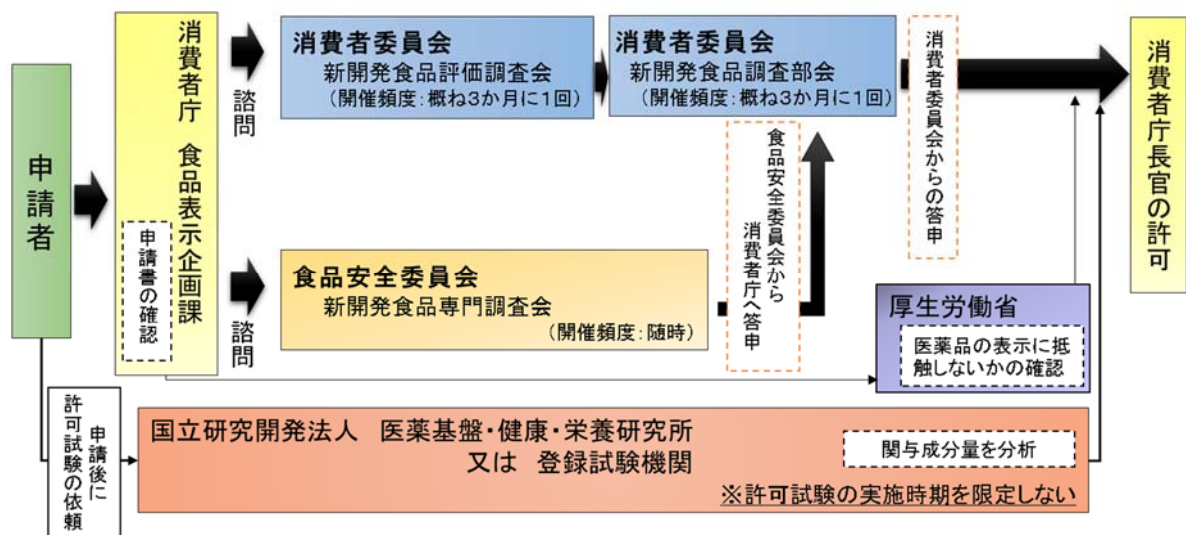 申請者
消費者庁 食品表示企画課
申請書の確認
諮問
消費者委員会
新開発食品評価調査会
(開催頻度:概ね3か月に1回)
消費者委員会
新開発食品調査部会
(開催頻度:概ね3か月に1回)
消費者委員会からの答申
消費者庁長官の許可
諮問
食品安全委員会
新開発食品専門調査会
(開催頻度:随時)
食品安全委員会から
消費者庁へ答申
厚生労働省
医薬品の表示に抵
触しないかの確認
申請後に
許可試験の依頼
国立研究開発法人 医薬基盤・健康・栄養研究所
又は 登録試験機関
関与成分量を分析
※許可試験の実施時期を限定しない